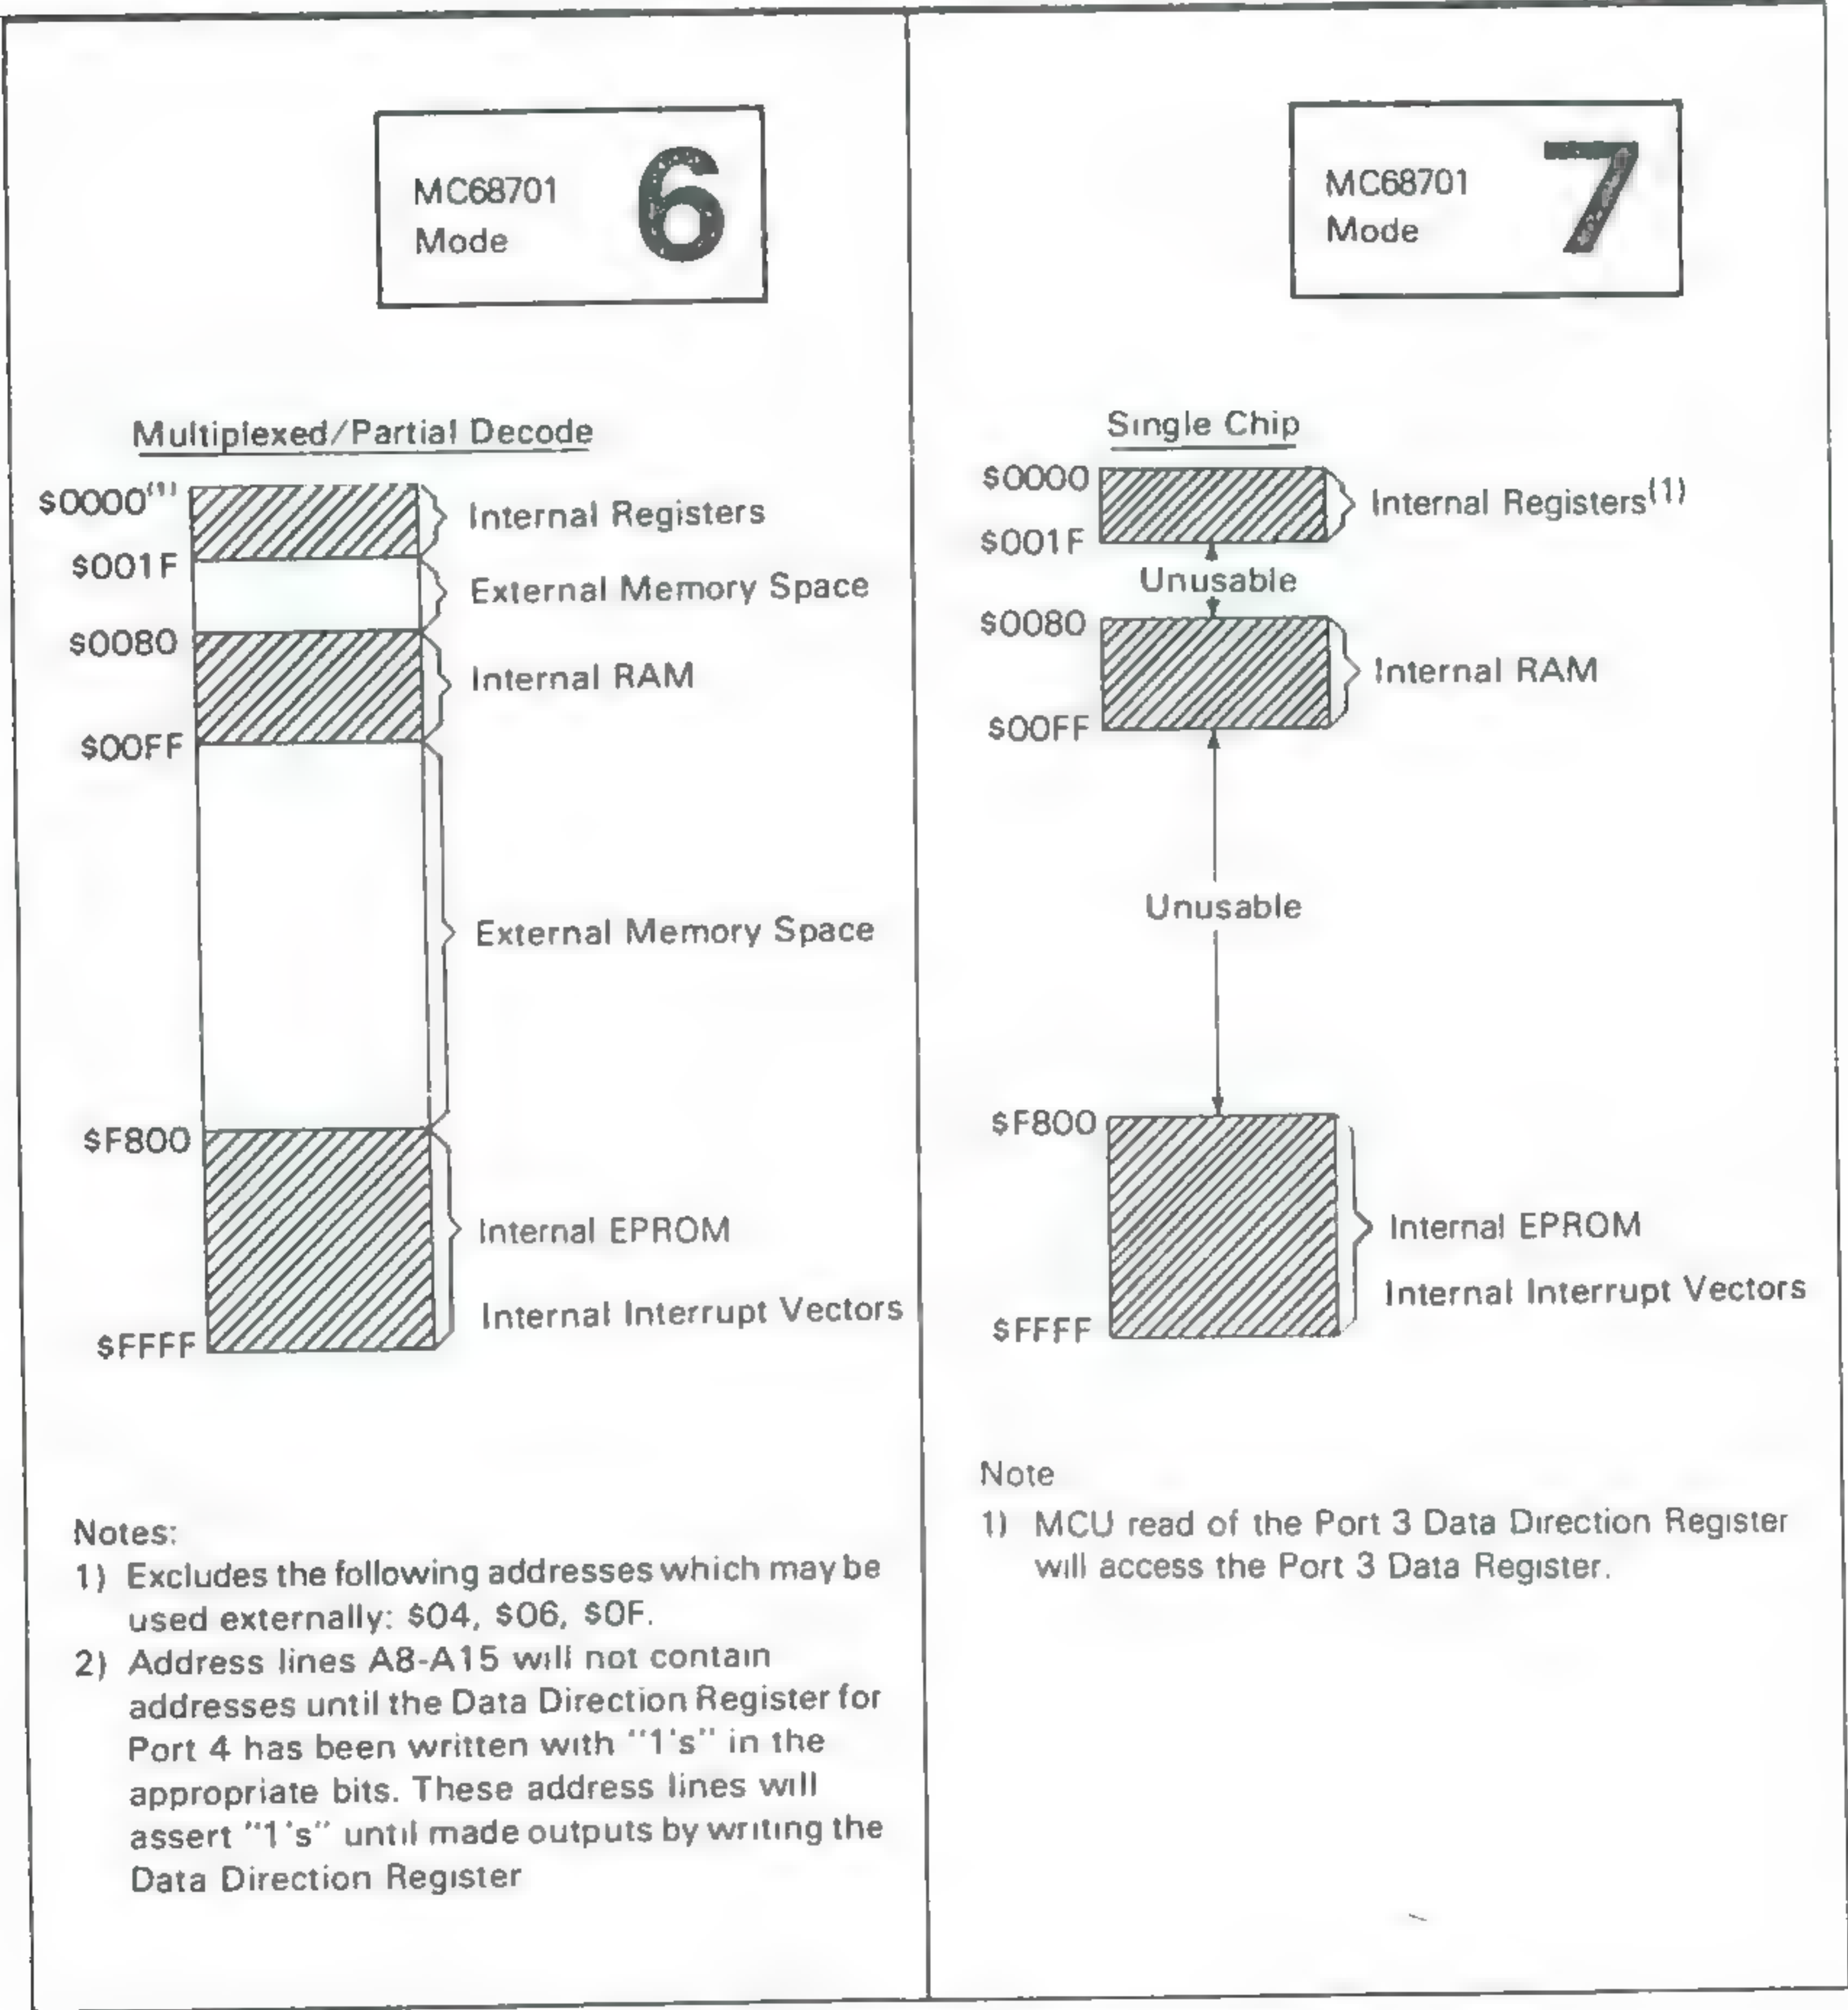 MC68701
Mode
6
Multiplexed/Partial Decode
$0000(1)
Internal Registers
$001F
External Memory Space
$0080
Internal RAM
$00FF
External Memory Space
$F800
Internal EPROM
Internal Interrupt Vectors
$FFFF
Notes:
1) Excludes the following addresses which may be
used externally: $04, $06, $0F.
2) Address lines A8-A15 will not contain
addresses until the Data Direction Register for
Port 4 has been written with "1's" in the
appropriate bits. These address lines will
assert "1's" until made outputs by writing the
Data Direction Register
MC68701
Mode
7
Single Chip
$0000
Internal Registers(1)
$001F
Unusable
$0080
Internal RAM
$00FF
Unusable
$F800
Internal EPROM
Internal Interrupt Vectors
$FFFF
Note
1) MCU read of the Port 3 Data Direction Register
will access the Port 3 Data Register.